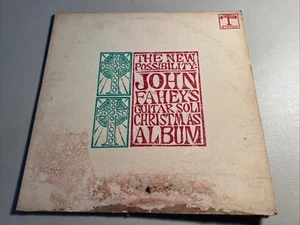 THE NEW
POSSIBILITY:
JOHN
FAHEY'S
GUITAR SOLI
CHRISTMAS
ALBUM